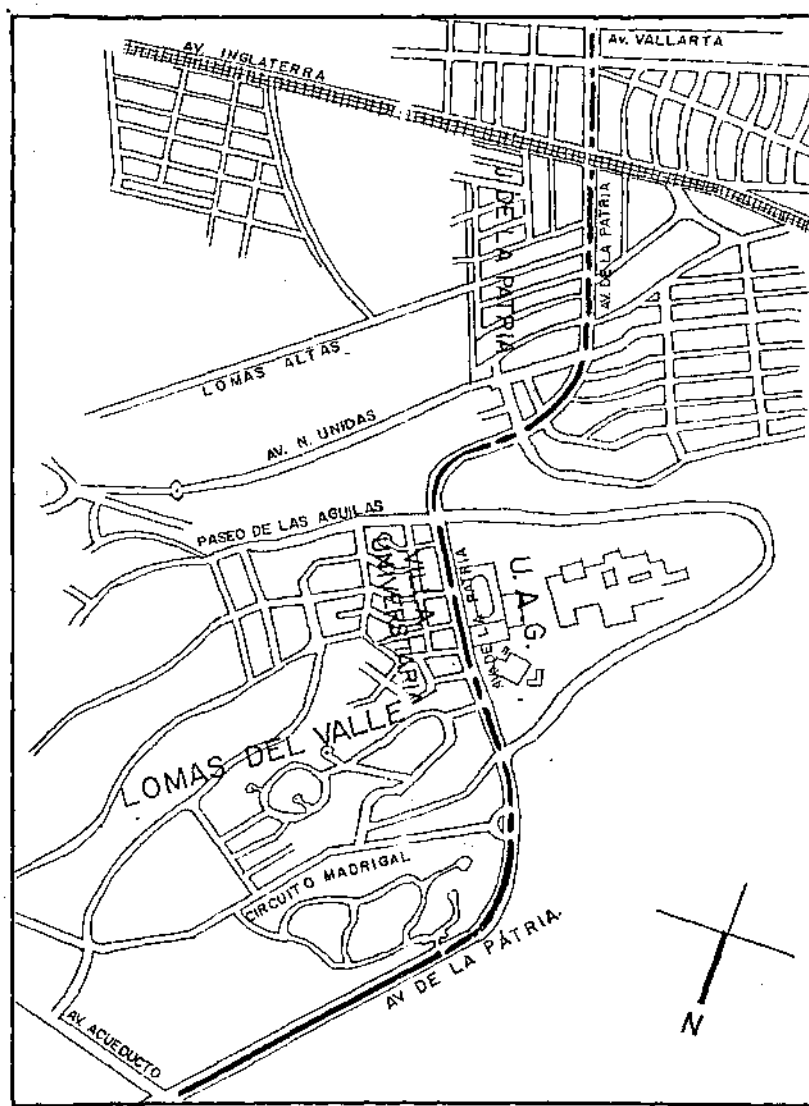 AV. INGLATERRA
AV. VALLARTA
J. DE LA PATRIA
AV. DE LA PATRIA
LOMAS ALTAS
AV. N. UNIDAS
PASEO DE LAS AGUILAS
VILLA
UNIVERSITARIA
AV. DE LA PATRIA
U. A. G.
LOMAS DEL VALLE
CIRCUITO MADRIGAL
AV. DE LA PÁTRIA.
AV. ACUEDUCTO
N